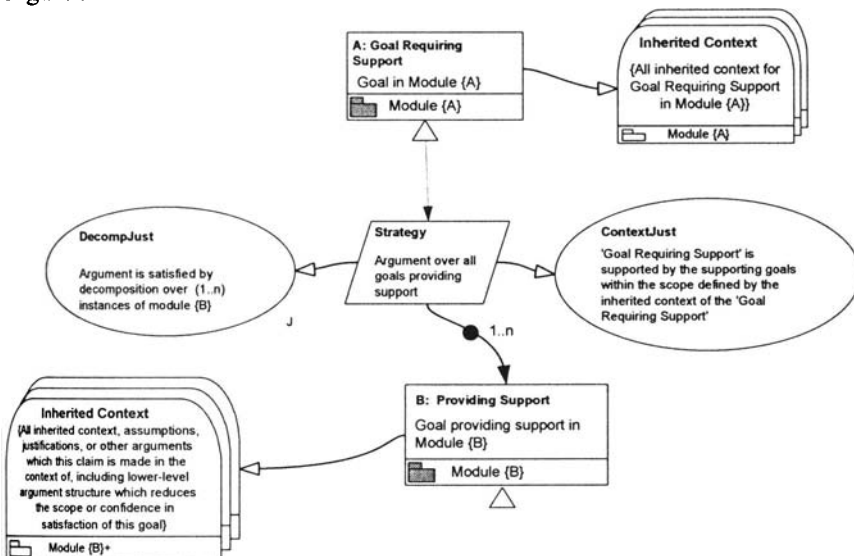 A: Goal Requiring
Support
Goal in Module {A}
Module {A}
Inherited Context
{All inherited context for
Goal Requiring Support
in Module {A}}
Module {A}
DecompJust
Argument is satisfied by
decomposition over (1..n)
instances of module {B}
J
Strategy
Argument over all
goals providing
support
ContextJust
'Goal Requiring Support' is
supported by the supporting goals
within the scope defined by the
inherited context of the 'Goal
Requiring Support'
1..n
B: Providing Support
Goal providing support in
Module {B}
Module {B}
Inherited Context
{All inherited context, assumptions,
justifications, or other arguments
which this claim is made in the
context of, including lower-level
argument structure which reduces
the scope or confidence in
satisfaction of this goal}
Module {B}+